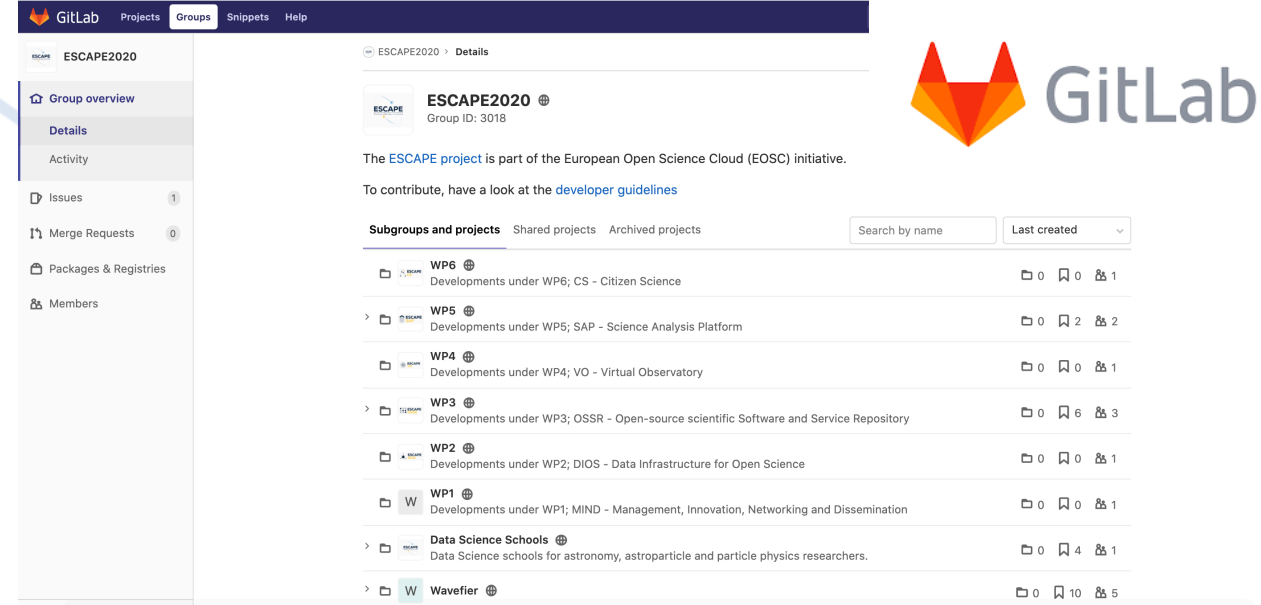 GitLab Projects Groups Snippets Help
ESCAPE2020
Group overview
Details
Activity
Issues 1
Merge Requests 0
Packages & Registries
Members
ESCAPE2020 > Details
ESCAPE
ESCAPE2020
Group ID: 3018
The ESCAPE project is part of the European Open Science Cloud (EOSC) initiative.
To contribute, have a look at the developer guidelines
Subgroups and projects Shared projects Archived projects Search by name Last created
WP6
Developments under WP6; CS - Citizen Science 0 0 1
WP5
Developments under WP5; SAP - Science Analysis Platform 0 2 2
WP4
Developments under WP4; VO - Virtual Observatory 0 0 1
WP3
Developments under WP3; OSSR - Open-source scientific Software and Service Repository 0 6 3
WP2
Developments under WP2; DIOS - Data Infrastructure for Open Science 0 0 1
W WP1
Developments under WP1; MIND - Management, Innovation, Networking and Dissemination 0 0 1
Data Science Schools
Data Science schools for astronomy, astroparticle and particle physics researchers. 0 4 1
W Wavefier 0 10 5
GitLab